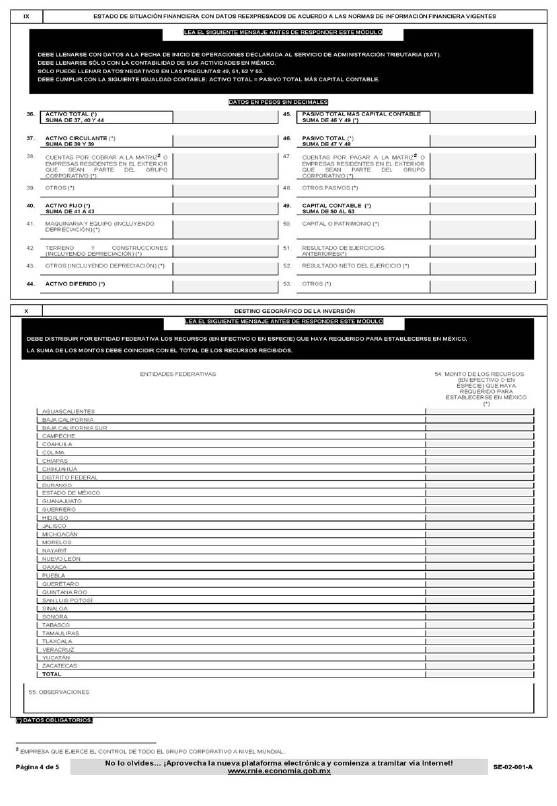 IX ESTADO DE SITUACIÓN FINANCIERA CON DATOS REEXPRESADOS DE ACUERDO A LAS NORMAS DE INFORMACIÓN FINANCIERA VIGENTES
LEA EL SIGUIENTE MENSAJE ANTES DE RESPONDER ESTE MÓDULO
DEBE LLENARSE CON DATOS A LA FECHA DE INICIO DE OPERACIONES DECLARADA AL SERVICIO DE ADMINISTRACIÓN TRIBUTARIA (SAT).
DEBE LLENARSE SÓLO CON LA CONTABILIDAD DE SUS ACTIVIDADES EN MÉXICO.
SÓLO PUEDE LLENAR DATOS NEGATIVOS EN LAS PREGUNTAS 49, 51, 52 Y 53.
DEBE CUMPLIR CON LA SIGUIENTE IGUALDAD CONTABLE: ACTIVO TOTAL = PASIVO TOTAL MÁS CAPITAL CONTABLE.
DATOS EN PESOS SIN DECIMALES
36. ACTIVO TOTAL (*)
SUMA DE 37, 40 Y 44
45. PASIVO TOTAL MÁS CAPITAL CONTABLE
SUMA DE 46 Y 49 (*)
37. ACTIVO CIRCULANTE (*)
SUMA DE 38 Y 39
46. PASIVO TOTAL (*)
SUMA DE 47 Y 48
38. CUENTAS POR COBRAR A LA MATRIZ2 O
EMPRESAS RESIDENTES EN EL EXTERIOR
QUE SEAN PARTE DEL GRUPO
CORPORATIVO (*)
47. CUENTAS POR PAGAR A LA MATRIZ2 O
EMPRESAS RESIDENTES EN EL EXTERIOR
QUE SEAN PARTE DEL GRUPO
CORPORATIVO (*)
39. OTROS (*)
48. OTROS PASIVOS (*)
40. ACTIVO FIJO (*)
SUMA DE 41 A 43
49. CAPITAL CONTABLE (*)
SUMA DE 50 AL 53
41. MAQUINARIA Y EQUIPO (INCLUYENDO
DEPRECIACIÓN) (*)
50. CAPITAL O PATRIMONIO (*)
42. TERRENO Y CONSTRUCCIONES
(INCLUYENDO DEPRECIACIÓN) (*)
51. RESULTADO DE EJERCICIOS
ANTERIORES(*)
43. OTROS (INCLUYENDO DEPRECIACIÓN) (*)
52. RESULTADO NETO DEL EJERCICIO (*)
44. ACTIVO DIFERIDO (*)
53. OTROS (*)
X DESTINO GEOGRÁFICO DE LA INVERSIÓN
LEA EL SIGUIENTE MENSAJE ANTES DE RESPONDER ESTE MÓDULO
DEBE DISTRIBUIR POR ENTIDAD FEDERATIVA LOS RECURSOS (EN EFECTIVO O EN ESPECIE) QUE HAYA REQUERIDO PARA ESTABLECERSE EN MÉXICO.
LA SUMA DE LOS MONTOS DEBE COINCIDIR CON EL TOTAL DE LOS RECURSOS RECIBIDOS.
ENTIDADES FEDERATIVAS
54. MONTO DE LOS RECURSOS
(EN EFECTIVO O EN
ESPECIE) QUE HAYA
REQUERIDO PARA
ESTABLECERSE EN MÉXICO
(*)
AGUASCALIENTES
BAJA CALIFORNIA
BAJA CALIFORNIA SUR
CAMPECHE
COAHUILA
COLIMA
CHIAPAS
CHIHUAHUA
DISTRITO FEDERAL
DURANGO
ESTADO DE MÉXICO
GUANAJUATO
GUERRERO
HIDALGO
JALISCO
MICHOACÁN
MORELOS
NAYARIT
NUEVO LEÓN
OAXACA
PUEBLA
QUERÉTARO
QUINTANA ROO
SAN LUIS POTOSÍ
SINALOA
SONORA
TABASCO
TAMAULIPAS
TLAXCALA
VERACRUZ
YUCATÁN
ZACATECAS
TOTAL
55. OBSERVACIONES
(*) DATOS OBLIGATORIOS.
2 EMPRESA QUE EJERCE EL CONTROL DE TODO EL GRUPO CORPORATIVO A NIVEL MUNDIAL.
Página 4 de 5
No lo olvides... ¡Aprovecha la nueva plataforma electrónica y comienza a tramitar vía Internet!
www.rnie.economia.gob.mx
SE-02-001-A